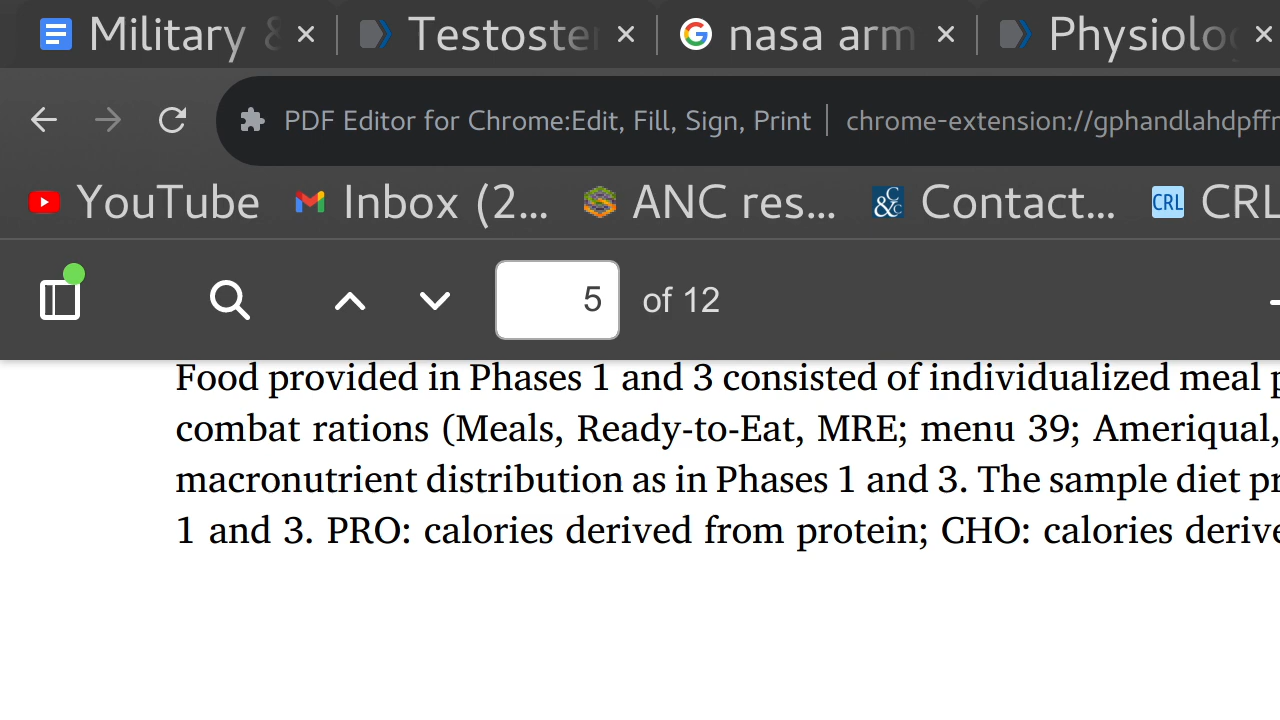 Military &
Testoster
nasa arm
Physiolo
PDF Editor for Chrome:Edit, Fill, Sign, Print
chrome-extension://gphandlahdpffr
YouTube
Inbox (2...
ANC res...
Contact...
CRL
CRL
5 of 12
Food provided in Phases 1 and 3 consisted of individualized meal p
combat rations (Meals, Ready-to-Eat, MRE; menu 39; Ameriqual,
macronutrient distribution as in Phases 1 and 3. The sample diet pr
1 and 3. PRO: calories derived from protein; CHO: calories derive